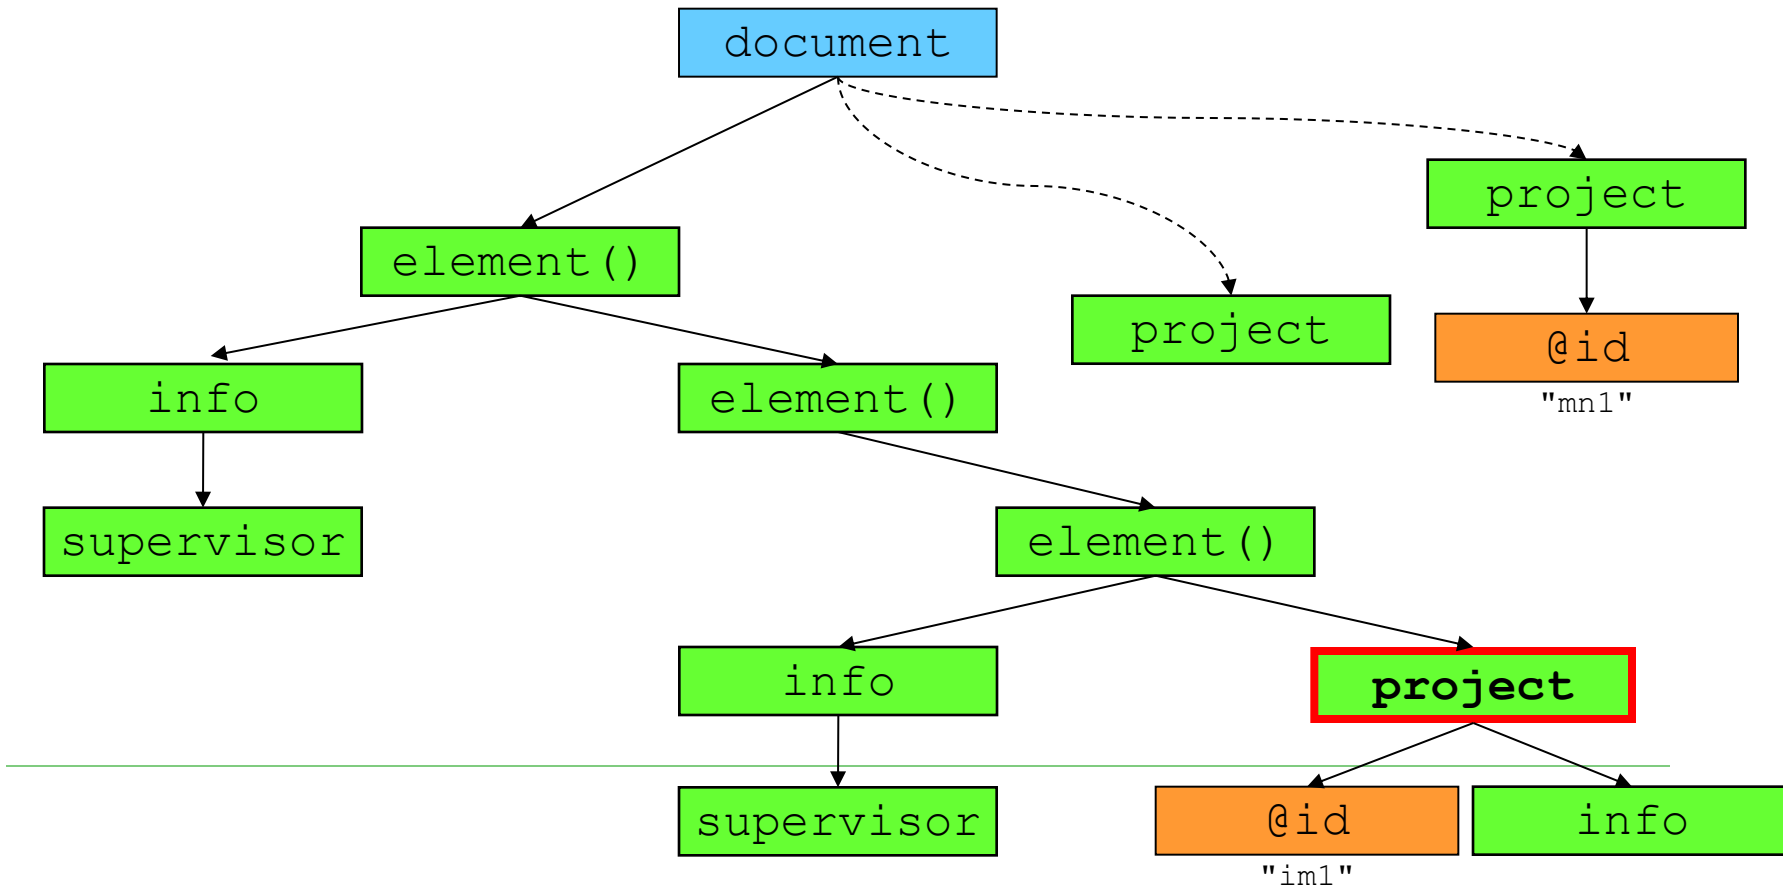 document
project
element()
project
@id
info
element()
"mn1"
supervisor
element()
info
project
supervisor
@id
info
"im1"